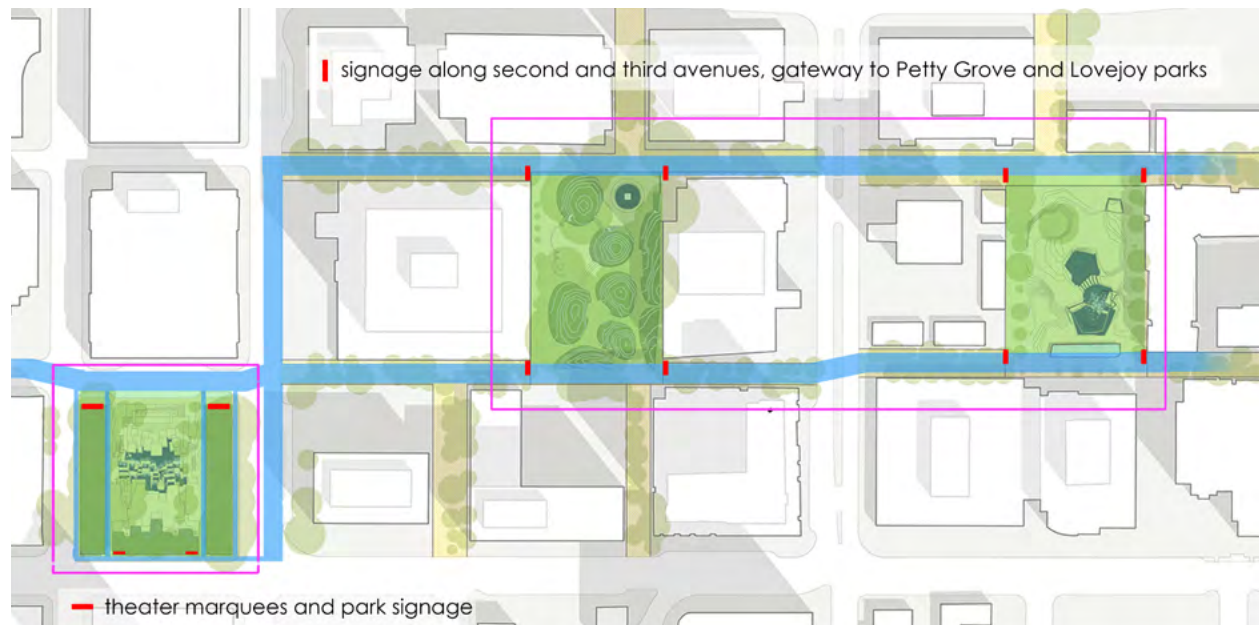 signage along second and third avenues, gateway to Petty Grove and Lovejoy parks
theater marquees and park signage